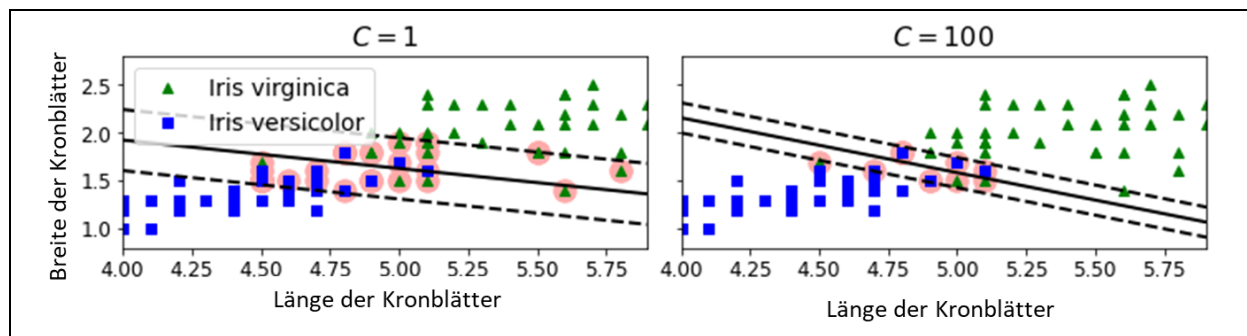 C = 1
C = 100
Breite der Kronblätter
2.5
2.0
1.5
1.0
Iris virginica
Iris versicolor
4.00 4.25 4.50 4.75 5.00 5.25 5.50 5.75
4.00 4.25 4.50 4.75 5.00 5.25 5.50 5.75
Länge der Kronblätter
Länge der Kronblätter